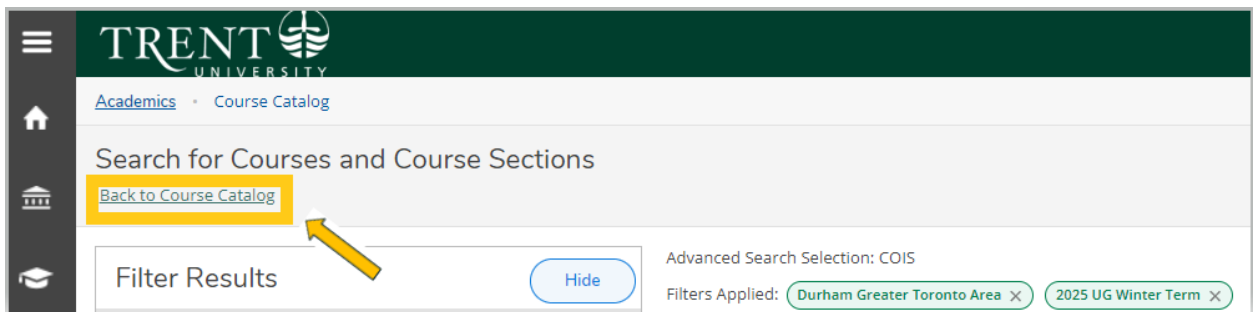 TRENT
UNIVERSITY
Academics · Course Catalog
Search for Courses and Course Sections
Back to Course Catalog
Filter Results
Hide
Advanced Search Selection: COIS
Filters Applied: Durham Greater Toronto Area × 2025 UG Winter Term ×